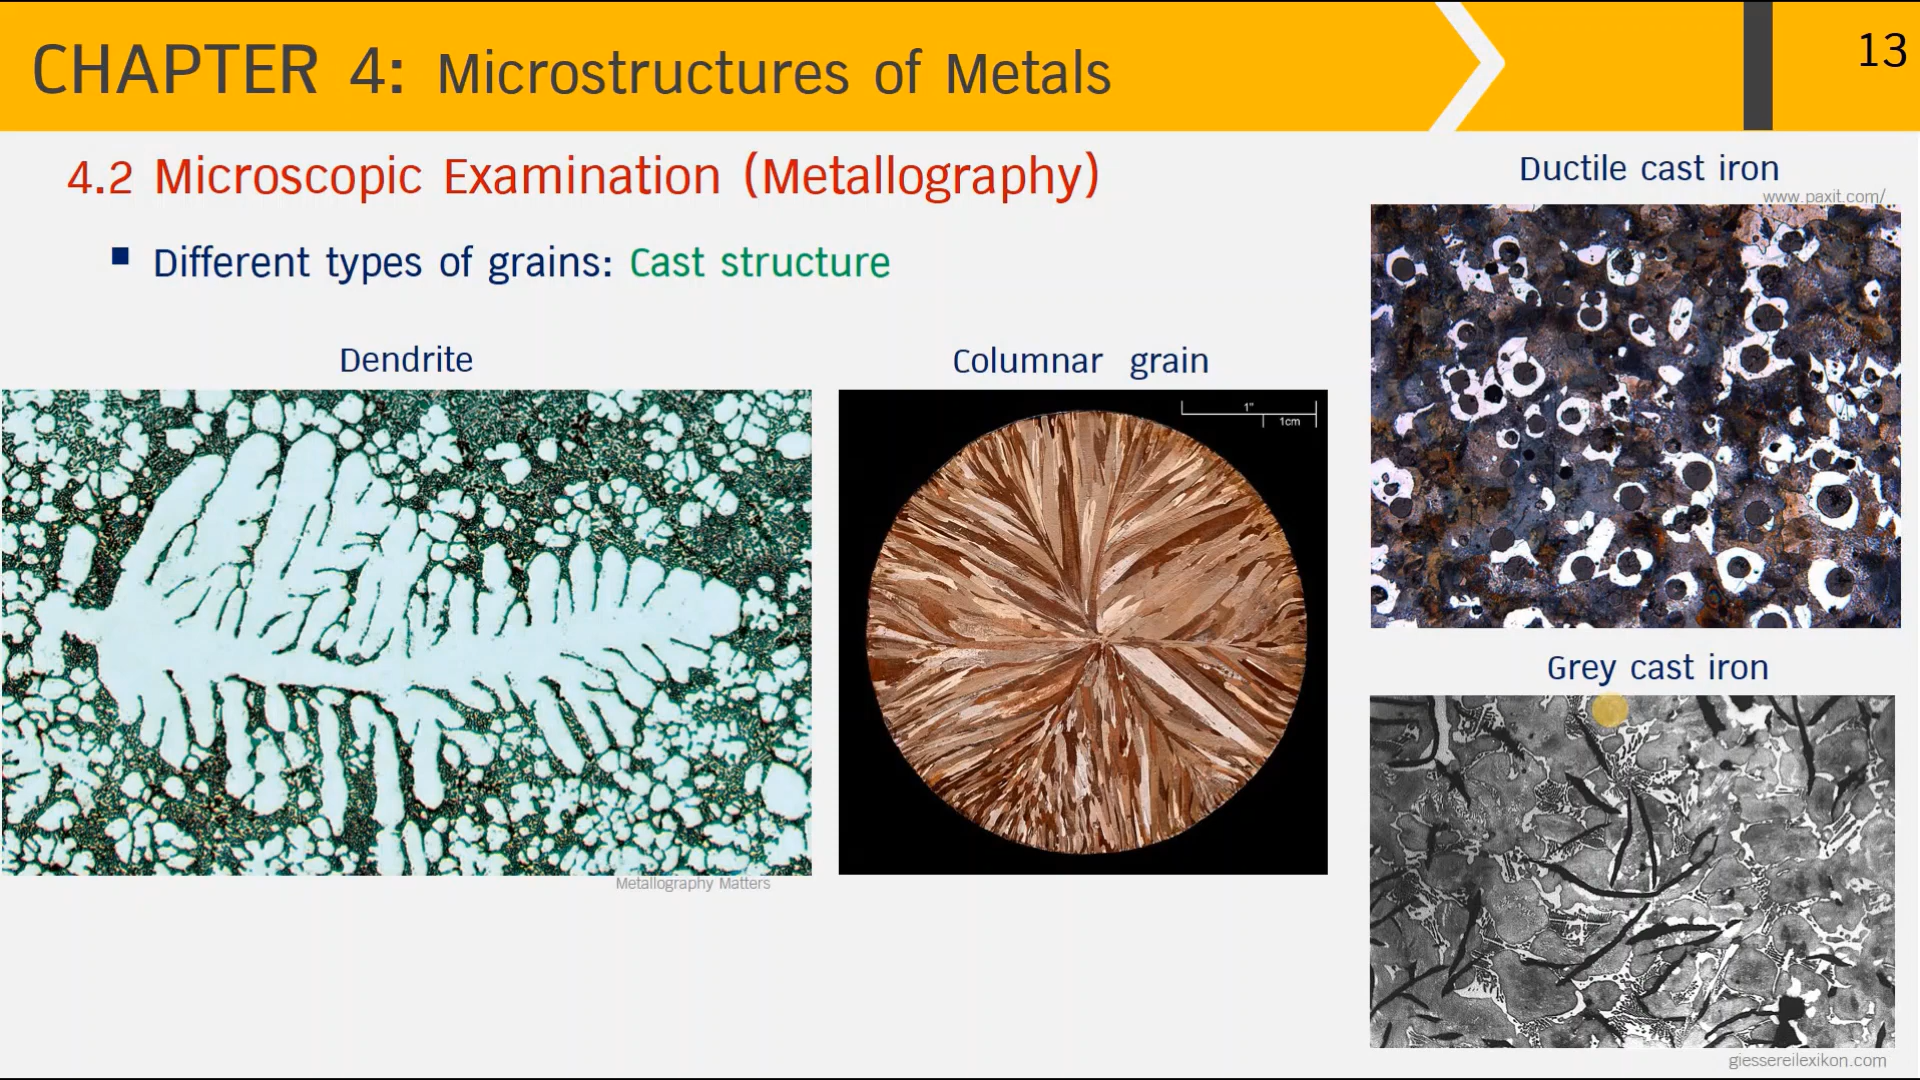 CHAPTER 4: Microstructures of Metals
13
4.2 Microscopic Examination (Metallography)
Different types of grains: Cast structure
Dendrite
Metallography Matters
Columnar grain
1"
1cm
Ductile cast iron
www.paxit.com/
Grey cast iron
giessereilexikon.com